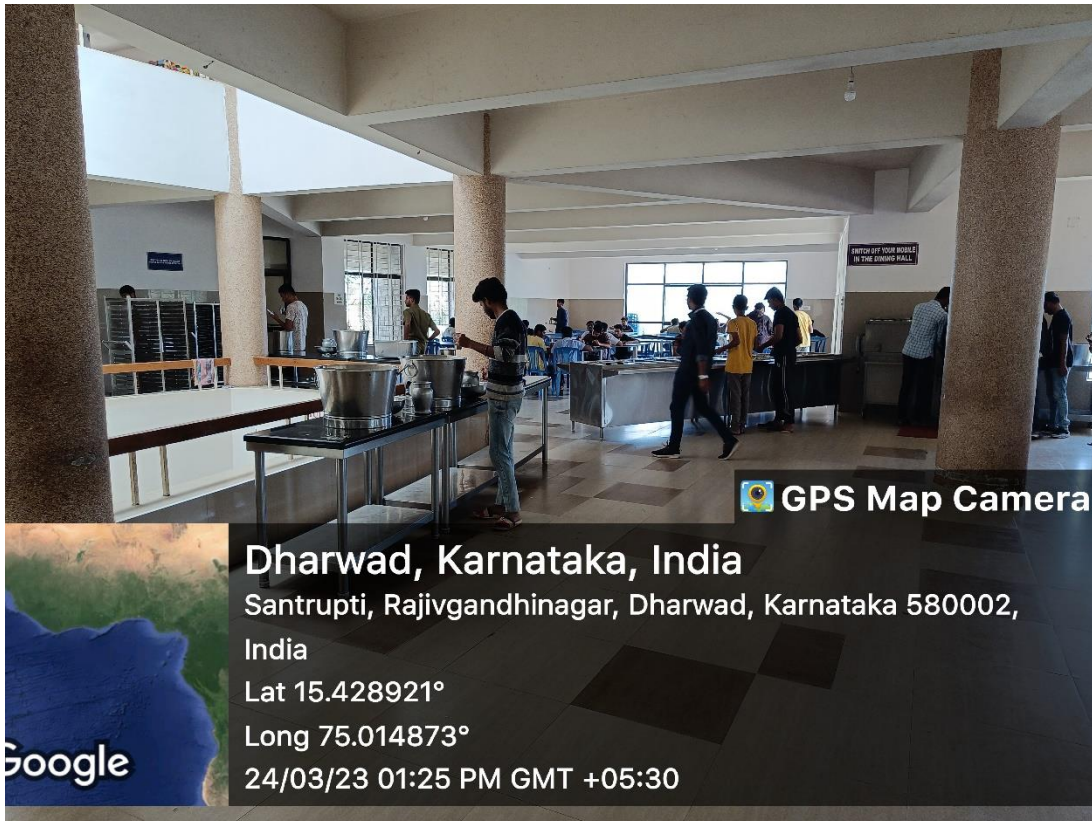 SWITCH OFF YOUR MOBILE
IN THE DINING HALL
GPS Map Camera
Dharwad, Karnataka, India
Santrupti, Rajivgandhinagar, Dharwad, Karnataka 580002,
India
Lat 15.428921°
Long 75.014873°
24/03/23 01:25 PM GMT +05:30
Google